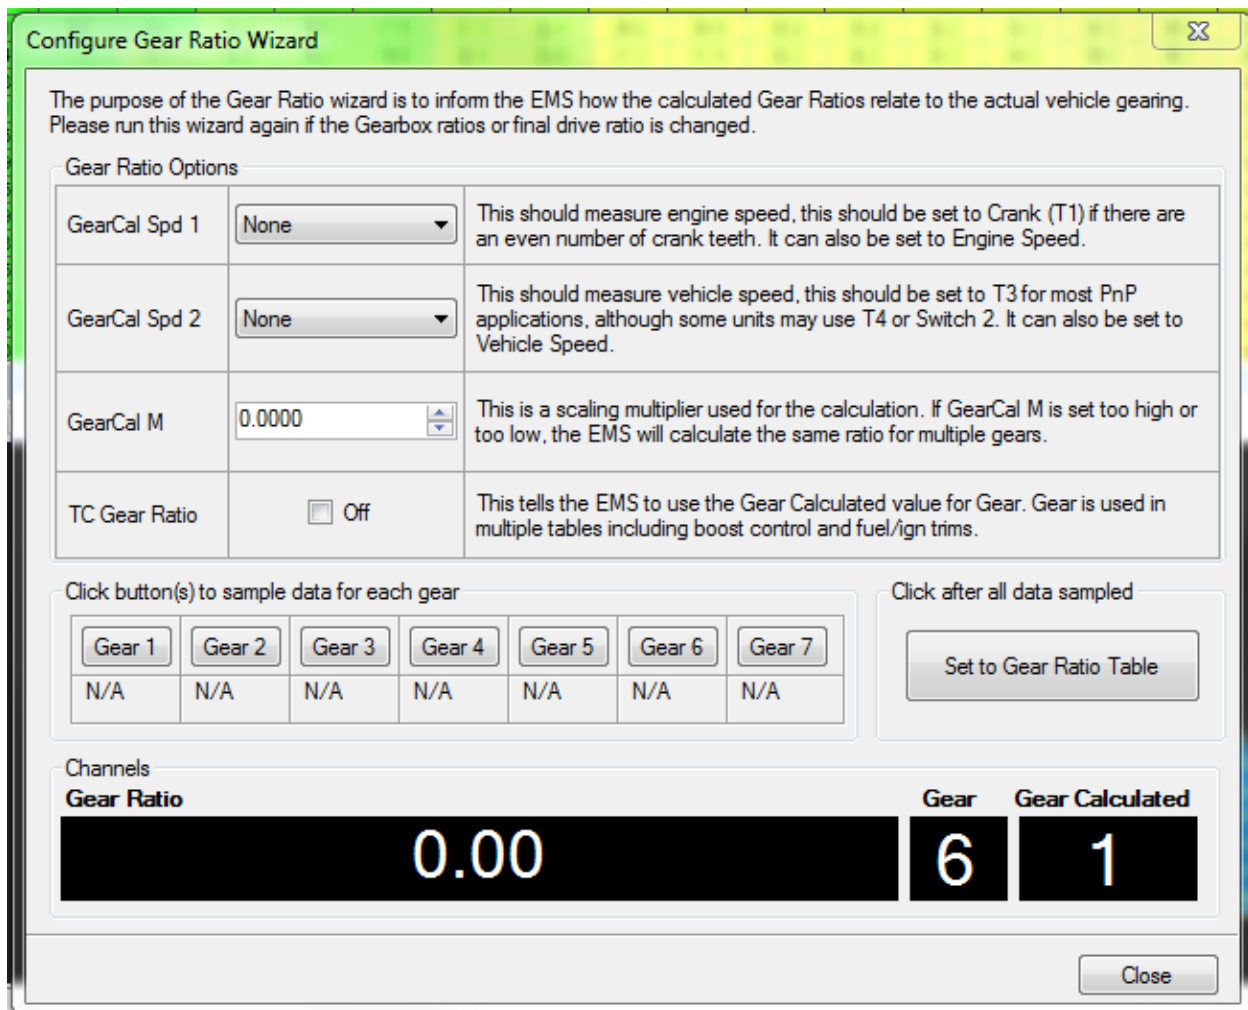 Configure Gear Ratio Wizard
The purpose of the Gear Ratio wizard is to inform the EMS how the calculated Gear Ratios relate to the actual vehicle gearing.
Please run this wizard again if the Gearbox ratios or final drive ratio is changed.
Gear Ratio Options
GearCal Spd 1
None
This should measure engine speed, this should be set to Crank (T1) if there are
an even number of crank teeth. It can also be set to Engine Speed.
GearCal Spd 2
None
This should measure vehicle speed, this should be set to T3 for most PnP
applications, although some units may use T4 or Switch 2. It can also be set to
Vehicle Speed.
GearCal M
0.0000
This is a scaling multiplier used for the calculation. If GearCal M is set too high or
too low, the EMS will calculate the same ratio for multiple gears.
TC Gear Ratio
Off
This tells the EMS to use the Gear Calculated value for Gear. Gear is used in
multiple tables including boost control and fuel/ign trims.
Click button(s) to sample data for each gear
Gear 1 Gear 2 Gear 3 Gear 4 Gear 5 Gear 6 Gear 7
N/A N/A N/A N/A N/A N/A N/A
Click after all data sampled
Set to Gear Ratio Table
Channels
Gear Ratio Gear Gear Calculated
0.00 6 1
Close